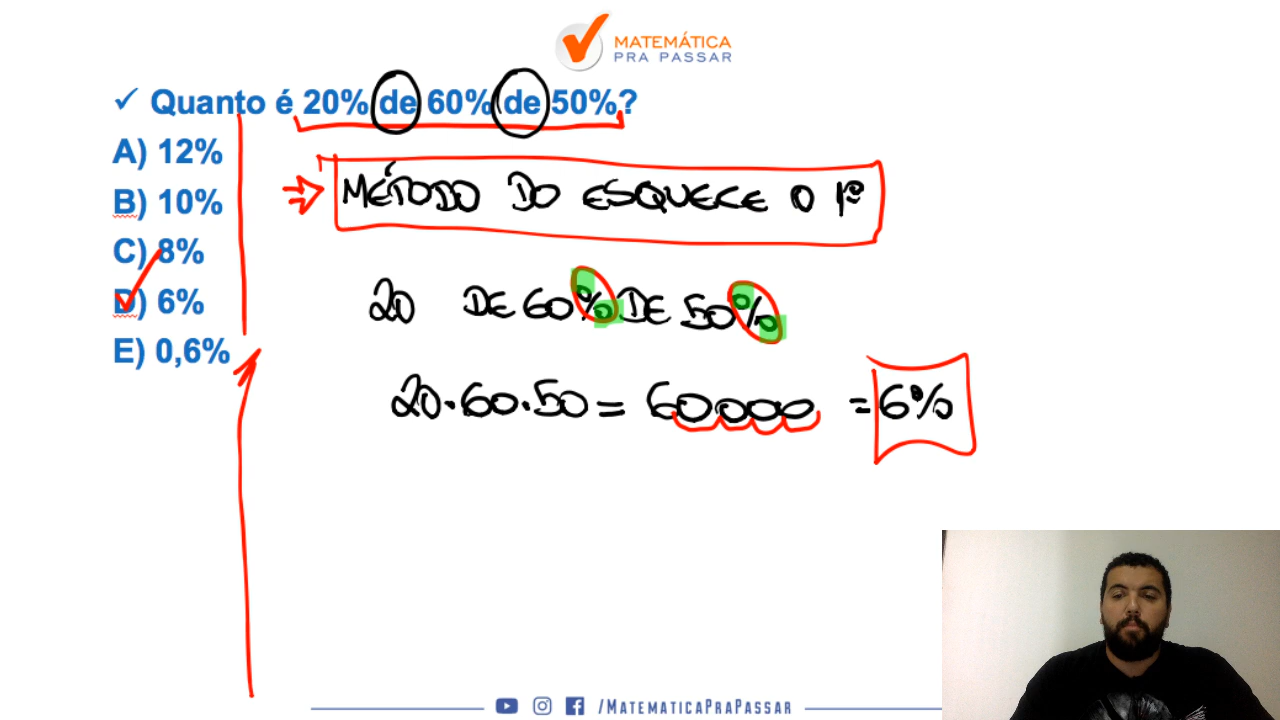 MATEMÁTICA
PRA PASSAR
✓ Quanto é 20% de 60% de 50%?
A) 12%
B) 10%
C) 8%
D) 6%
E) 0,6%
MÉTODO DO ESQUECE O 1º
20 DE 60% DE 50%
20.60.50 = 60000 = 6%
/MATEMATICAPRAPASSAR